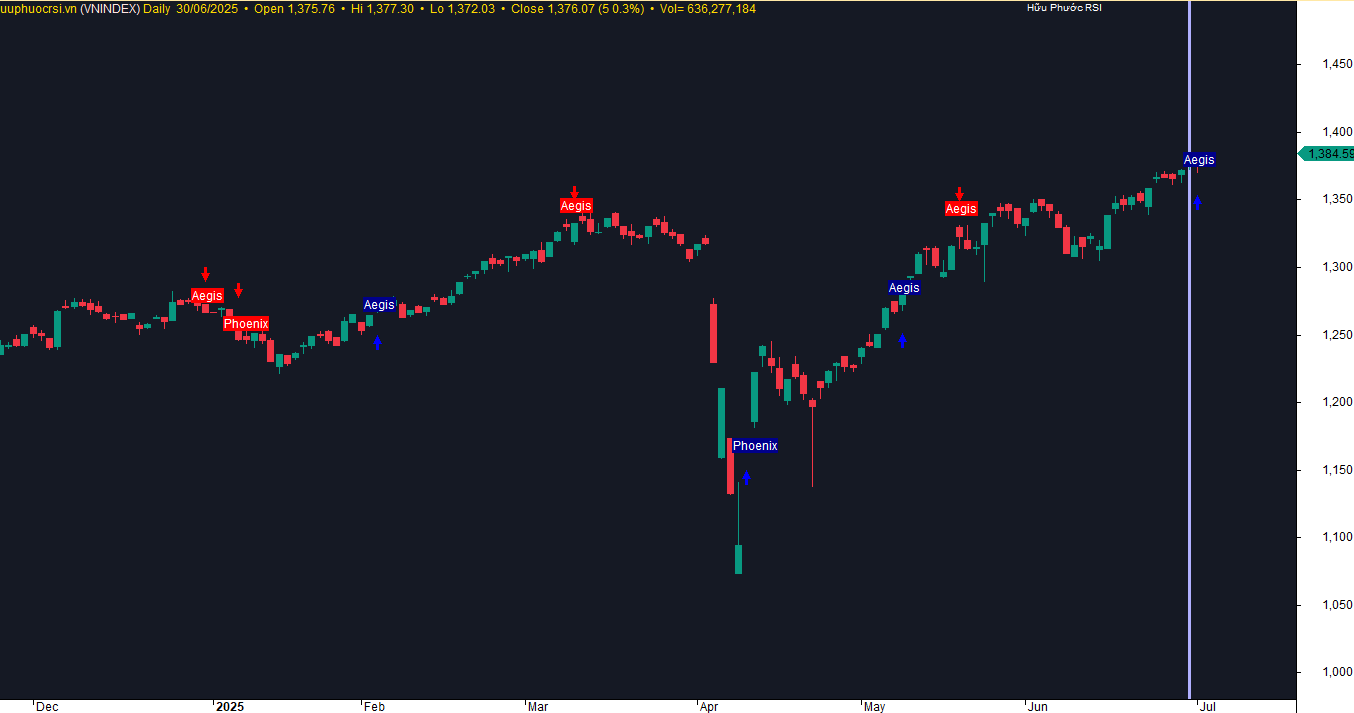 uuphuocrsi.vn (VNINDEX) Daily 30/06/2025 • Open 1,375.76 • Hi 1,377.30 • Lo 1,372.03 • Close 1,376.07 (5 0.3%) • Vol= 636,277,184
Hữu Phước RSI
1,450
1,400
Aegis
1,384.59
Aegis
Aegis
1,350
1,300
Aegis
Phoenix
Aegis
Aegis
1,250
1,200
Phoenix
1,150
1,100
1,050
1,000
Dec 2025 Feb Mar Apr May Jun Jul